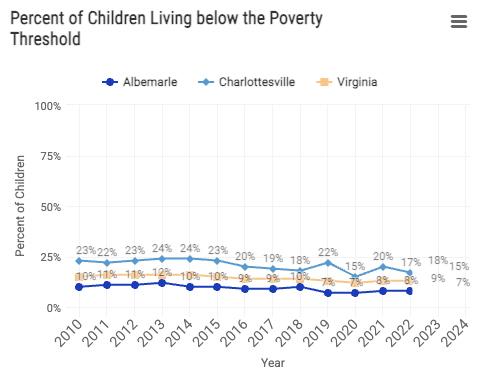 Percent of Children Living below the Poverty
Threshold
Albemarle Charlottesville Virginia
100%
75%
50%
25%
0%
Percent of Children
23% 22% 23% 24% 24% 23% 20% 19% 18% 22% 15% 20% 17% 18% 15%
10% 11% 11% 12% 10% 10% 9% 9% 10% 7% 7% 8% 8% 9% 7%
2010 2011 2012 2013 2014 2015 2016 2017 2018 2019 2020 2021 2022 2023 2024
Year